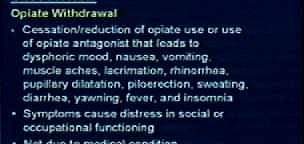 Opiate Withdrawal
• Cessation/reduction of opiate use or use
of opiate antagonist that leads to
dysphoric mood, nausea, vomiting,
muscle aches, lacrimation, rhinorrhea,
pupillary dilatation, piloerection, sweating,
diarrhea, yawning, fever, and insomnia
• Symptoms cause distress in social or
occupational functioning
• Not due to medical condition